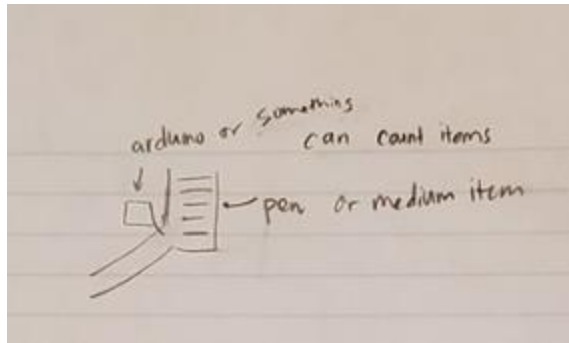 arduino or something
can count items
pen or medium item